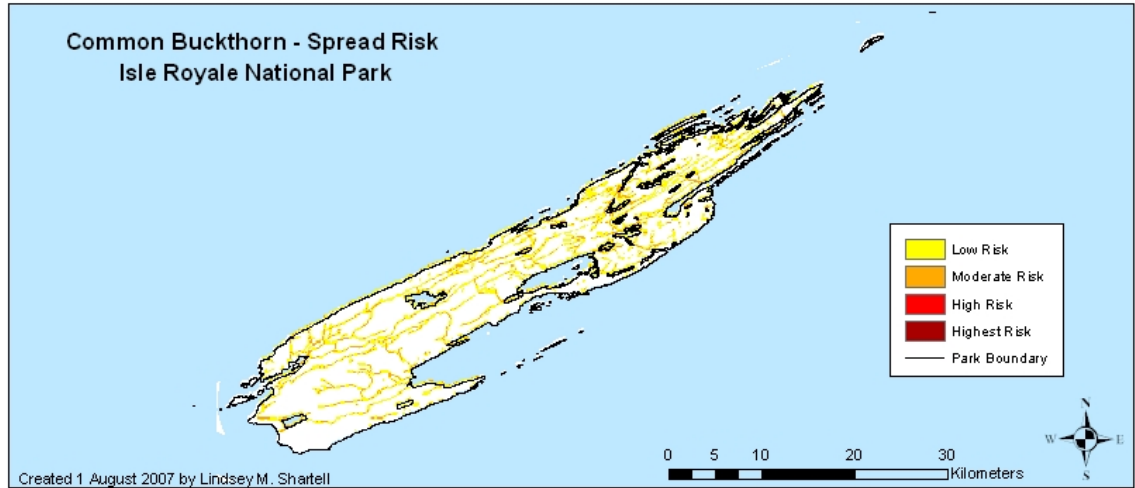 Common Buckthorn - Spread Risk
Isle Royale National Park
Low Risk
Moderate Risk
High Risk
Highest Risk
Park Boundary
N
W E
S
0 5 10 20 30
Kilometers
Created 1 August 2007 by Lindsey M. Shartell